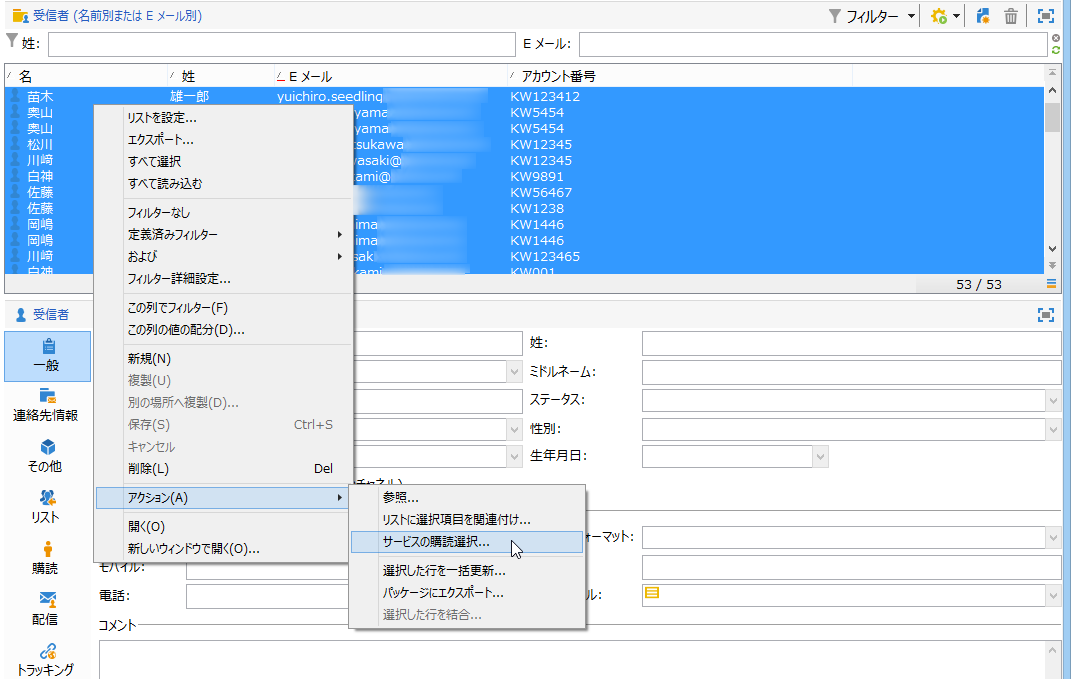 受信者 (名前別または E メール別)
フィルター
姓:
E メール:
名 姓 E メール アカウント番号
苗木 雄一郎 yuichiro.seedling KW123412
奥山 yama KW5454
奥山 yama KW5454
松川 tsukawa KW12345
川﨑 vasaki@ KW12345
白神 kami@ KW9891
佐藤 KW56467
佐藤 KW1238
岡嶋 ima KW1446
岡嶋 ima KW1446
川﨑 saki KW123465
白神 kami KW001
53 / 53
リストを設定...
エクスポート...
すべて選択
すべて読み込む
フィルターなし
定義済みフィルター
および
フィルター詳細設定...
この列でフィルター(F)
この列の値の配分(D)...
新規(N)
複製(U)
別の場所へ複製(D)...
保存(S) Ctrl+S
キャンセル
削除(L) Del
アクション(A)
開く(O)
新しいウィンドウで開く(O)...
参照...
リストに選択項目を関連付け...
サービスの購読選択...
選択した行を一括更新...
パッケージにエクスポート...
選択した行を結合...
受信者
一般
連絡先情報
その他
リスト
購読
配信
トラッキング
姓:
ミドルネーム:
ステータス:
性別:
生年月日:
チャネル)
ォーマット:
モバイル:
電話:
ル:
コメント